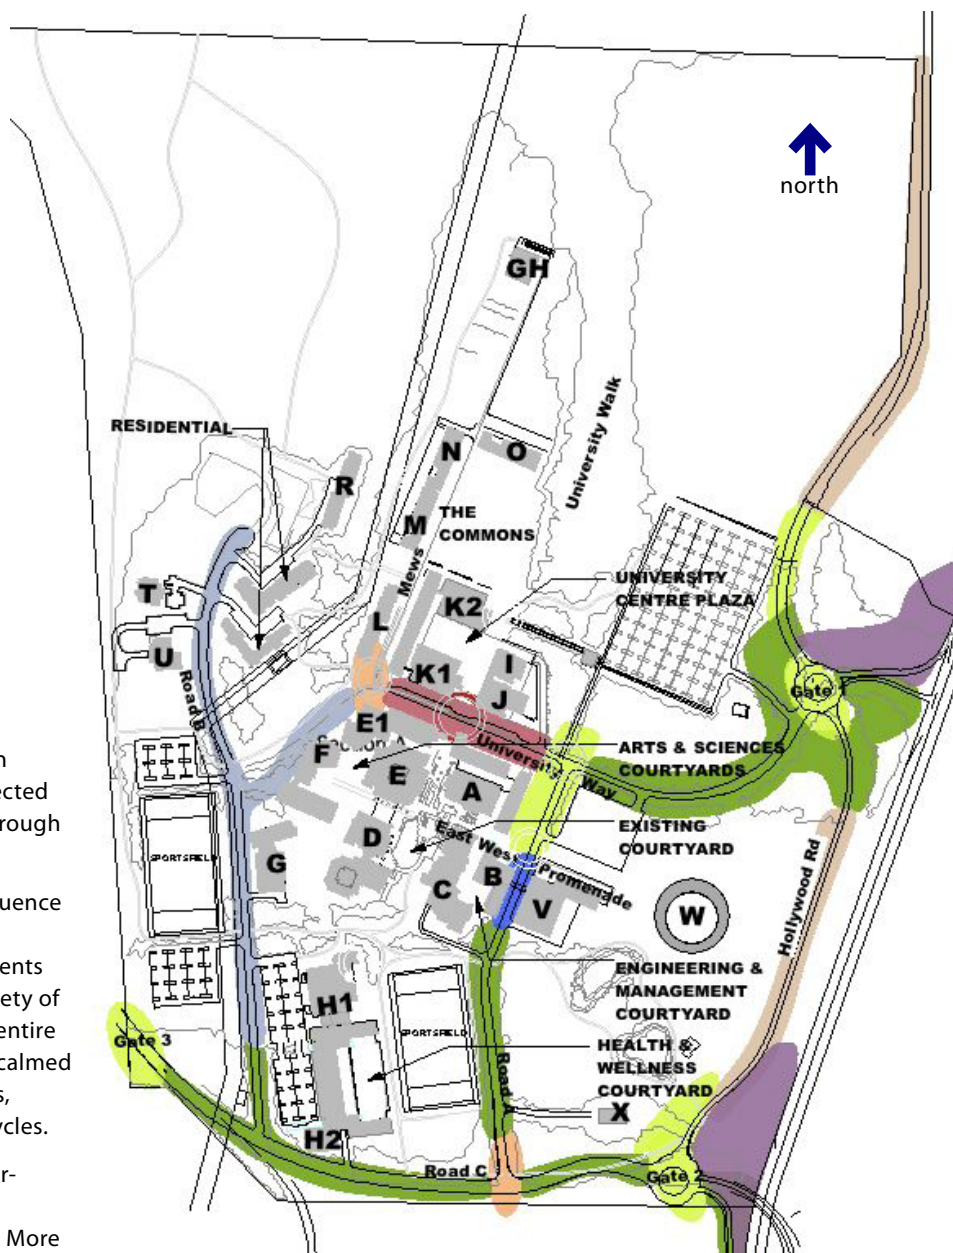 north
GH
RESIDENTIAL
N
O
R
University Walk
M
THE
COMMONS
Mews
T
K2
UNIVERSITY
CENTRE PLAZA
L
U
K1
I
J
Gate 1
Road B
E1
F
E
University Way
ARTS & SCIENCES
COURTYARDS
A
D
EXISTING
COURTYARD
East West Promenade
SPORTSFIELD
G
C
B
V
W
Hollywood Rd
ENGINEERING &
MANAGEMENT
COURTYARD
H1
SPORTSFIELD
Gate 3
HEALTH &
WELLNESS
COURTYARD
Road A
X
H2
Road C
Gate 2
ected
rough
uence
ents
ety of
entire
calmed
s,
ycles.
r-
More